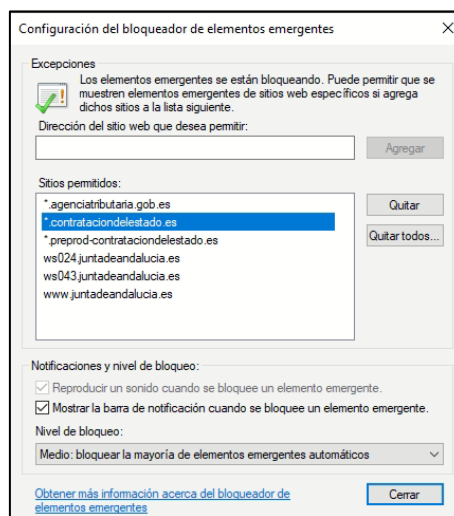 Configuración del bloqueador de elementos emergentes
Excepciones
Los elementos emergentes se están bloqueando. Puede permitir que se
muestren elementos emergentes de sitios web específicos si agrega
dichos sitios a la lista siguiente.
Dirección del sitio web que desea permitir:
Agregar
Sitios permitidos:
*.agenciatributaria.gob.es
*.contrataciondelestado.es
*.preprod-contrataciondelestado.es
ws024.juntadeandalucia.es
ws043.juntadeandalucia.es
www.juntadeandalucia.es
Quitar
Quitar todos...
Notificaciones y nivel de bloqueo:
Reproducir un sonido cuando se bloquee un elemento emergente.
Mostrar la barra de notificación cuando se bloquee un elemento emergente.
Nivel de bloqueo:
Medio: bloquear la mayoría de elementos emergentes automáticos
Obtener más información acerca del bloqueador de
elementos emergentes
Cerrar